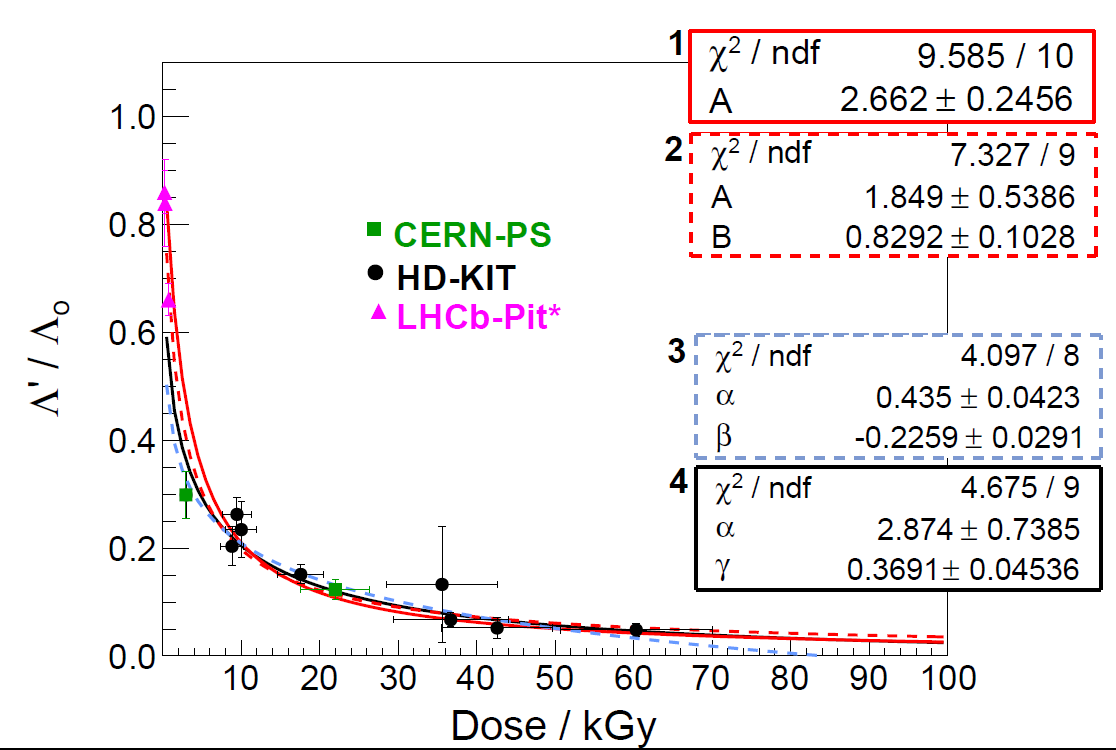 1
χ² / ndf 9.585 / 10
A 2.662 ± 0.2456
2
χ² / ndf 7.327 / 9
A 1.849 ± 0.5386
B 0.8292 ± 0.1028
3
χ² / ndf 4.097 / 8
α 0.435 ± 0.0423
β -0.2259 ± 0.0291
4
χ² / ndf 4.675 / 9
α 2.874 ± 0.7385
γ 0.3691 ± 0.04536
CERN-PS
HD-KIT
LHCb-Pit*
Λ' / Λo
1.0
0.8
0.6
0.4
0.2
0.0
10 20 30 40 50 60 70 80 90 100
Dose / kGy